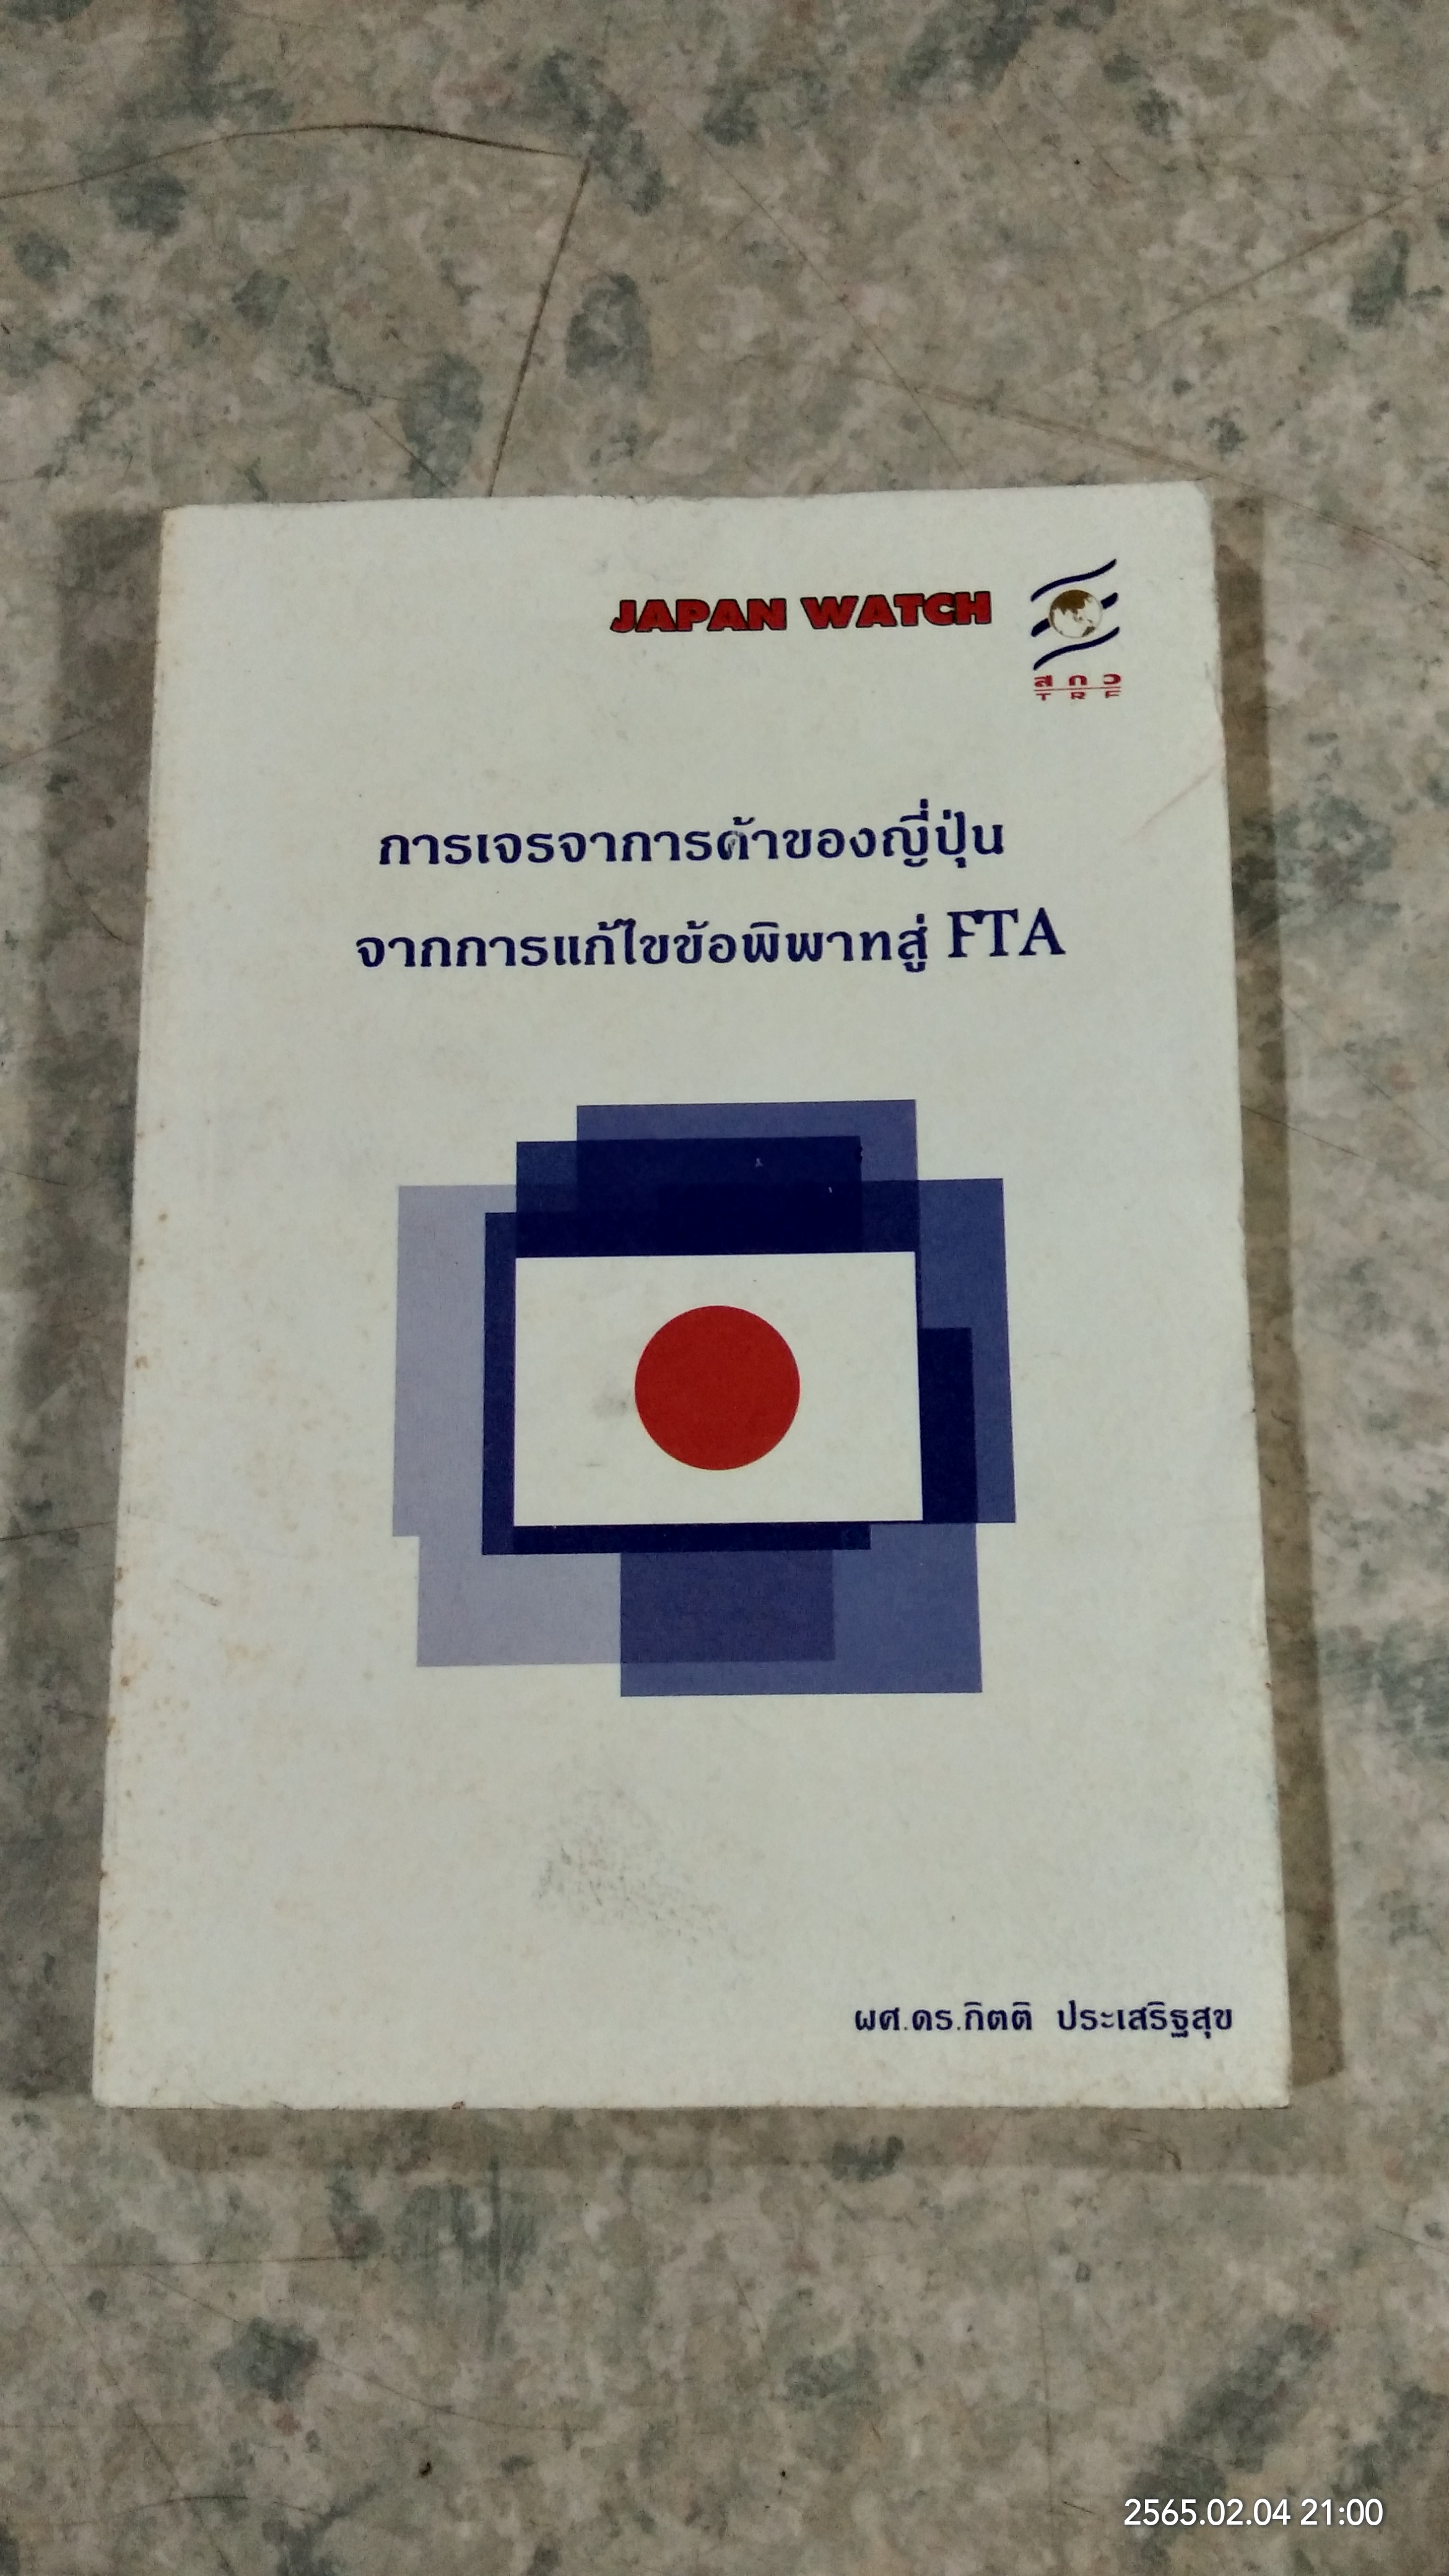 JAPAN WATCH
สกว
TRF
การเจรจาการค้าของญี่ปุ่น
จากการแก้ไขข้อพิพาทสู่ FTA
ผศ.ดร.กิตติ ประเสริฐสุข
2565.02.04 21:00